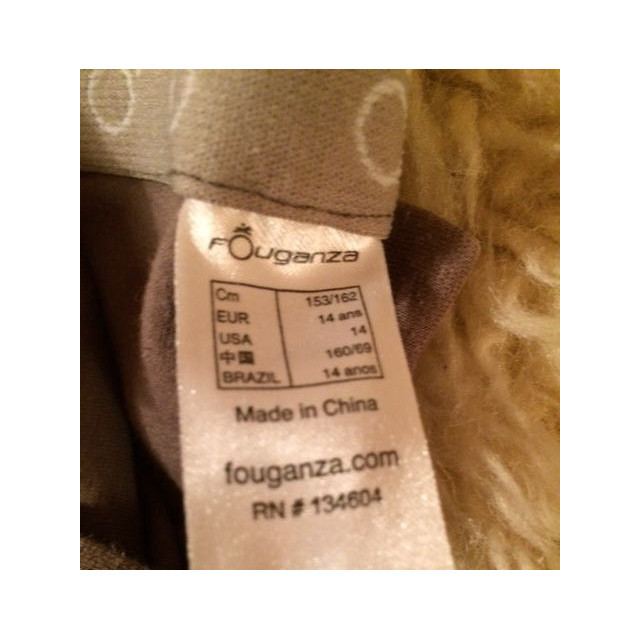 FOuganza
Cm 153/162
EUR 14 ans
USA 14
中国 160/69
BRAZIL 14 anos
Made in China
fouganza.com
RN # 134604